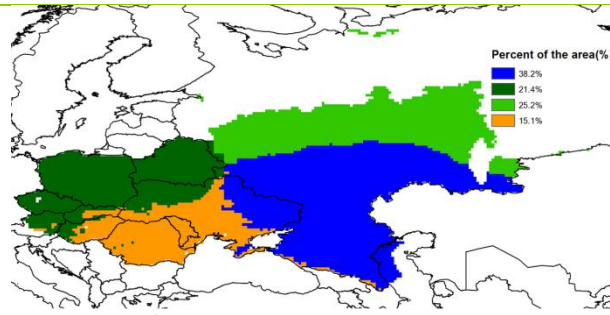 Percent of the area(%
38.2%
21.4%
25.2%
15.1%